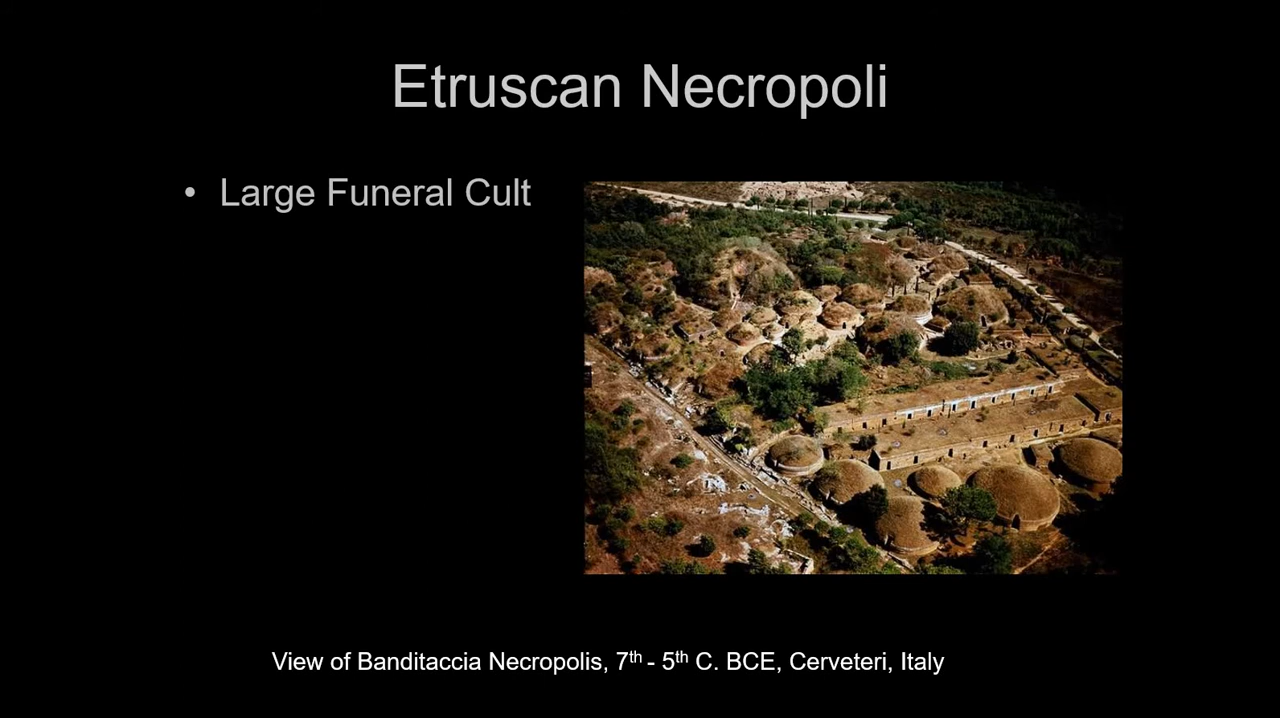 Etruscan Necropoli
• Large Funeral Cult
View of Banditaccia Necropolis, 7th - 5th C. BCE, Cerveteri, Italy